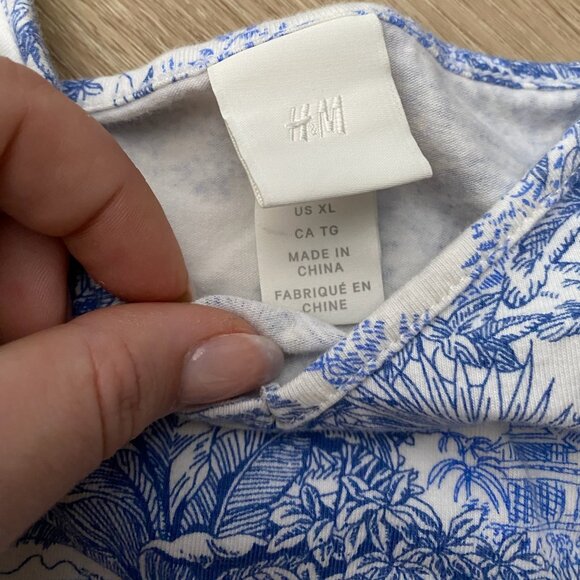 H&M
US XL
CA TG
MADE IN
CHINA
FABRIQUÉ EN
CHINE